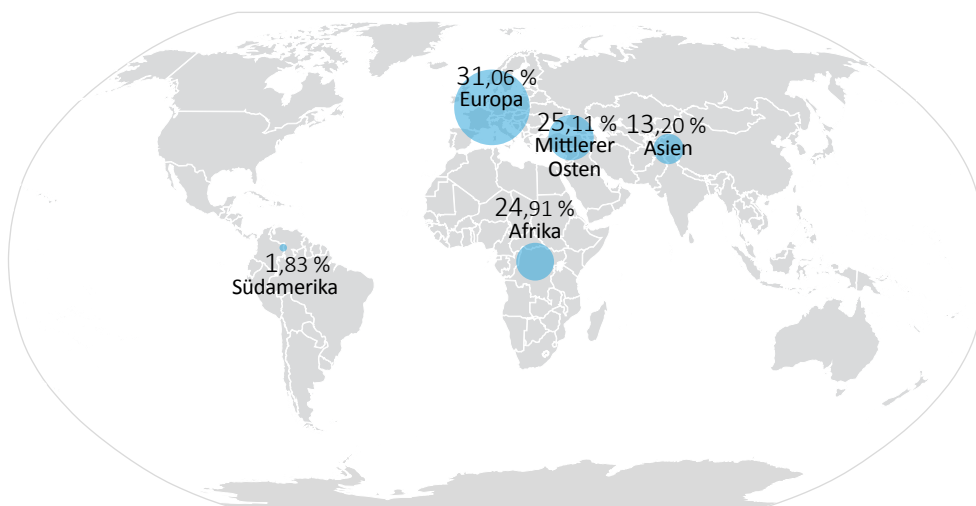 31,06 %
Europa
25,11 %
Mittlerer
Osten
13,20 %
Asien
24,91 %
Afrika
1,83 %
Südamerika